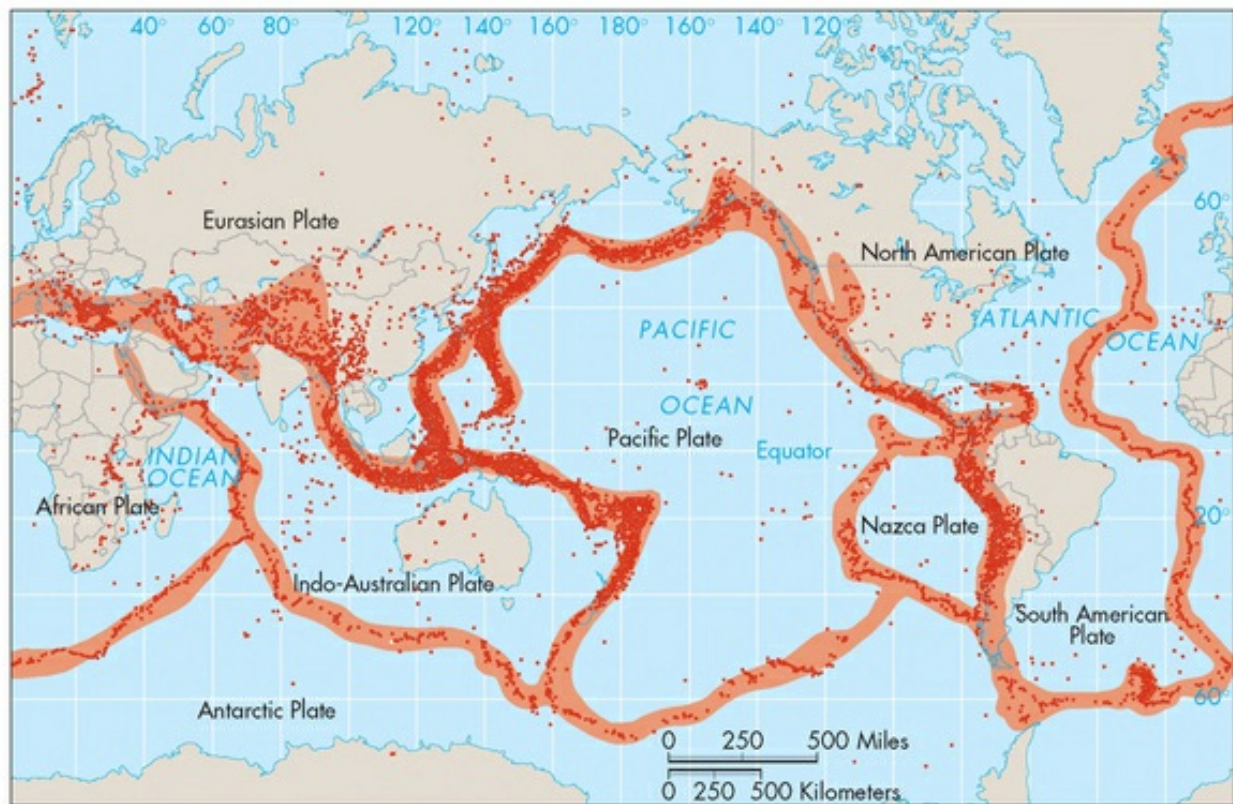 40° 60° 80° 120° 140° 160° 180° 160° 140° 120°
60°
Eurasian Plate
North American Plate
PACIFIC
ATLANTIC
OCEAN
OCEAN
Pacific Plate
Equator
INDIAN
OCEAN
African Plate
Nazca Plate
20°
Indo-Australian Plate
South American
Plate
60°
Antarctic Plate
0 250 500 Miles
0 250 500 Kilometers